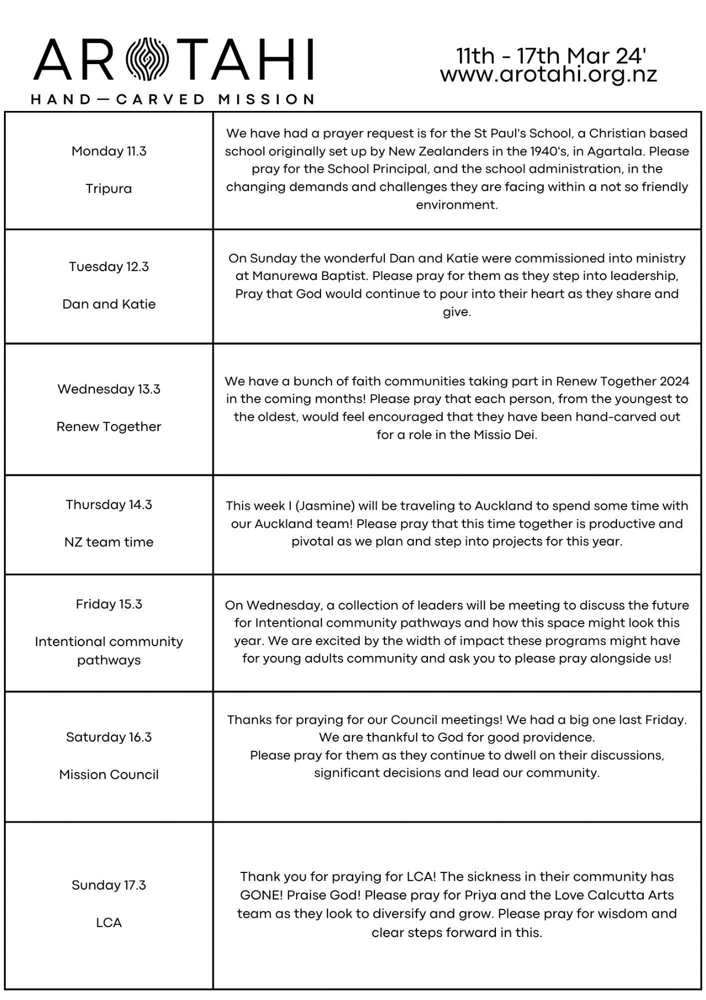 AROTAHI
HAND—CARVED MISSION
11th - 17th Mar 24'
www.arotahi.org.nz
Monday 11.3
Tripura
We have had a prayer request is for the St Paul's School, a Christian based
school originally set up by New Zealanders in the 1940's, in Agartala. Please
pray for the School Principal, and the school administration, in the
changing demands and challenges they are facing within a not so friendly
environment.
Tuesday 12.3
Dan and Katie
On Sunday the wonderful Dan and Katie were commissioned into ministry
at Manurewa Baptist. Please pray for them as they step into leadership,
Pray that God would continue to pour into their heart as they share and
give.
Wednesday 13.3
Renew Together
We have a bunch of faith communities taking part in Renew Together 2024
in the coming months! Please pray that each person, from the youngest to
the oldest, would feel encouraged that they have been hand-carved out
for a role in the Missio Dei.
Thursday 14.3
NZ team time
This week I (Jasmine) will be traveling to Auckland to spend some time with
our Auckland team! Please pray that this time together is productive and
pivotal as we plan and step into projects for this year.
Friday 15.3
Intentional community
pathways
On Wednesday, a collection of leaders will be meeting to discuss the future
for Intentional community pathways and how this space might look this
year. We are excited by the width of impact these programs might have
for young adults community and ask you to please pray alongside us!
Saturday 16.3
Mission Council
Thanks for praying for our Council meetings! We had a big one last Friday.
We are thankful to God for good providence.
Please pray for them as they continue to dwell on their discussions,
significant decisions and lead our community.
Sunday 17.3
LCA
Thank you for praying for LCA! The sickness in their community has
GONE! Praise God! Please pray for Priya and the Love Calcutta Arts
team as they look to diversify and grow. Please pray for wisdom and
clear steps forward in this.